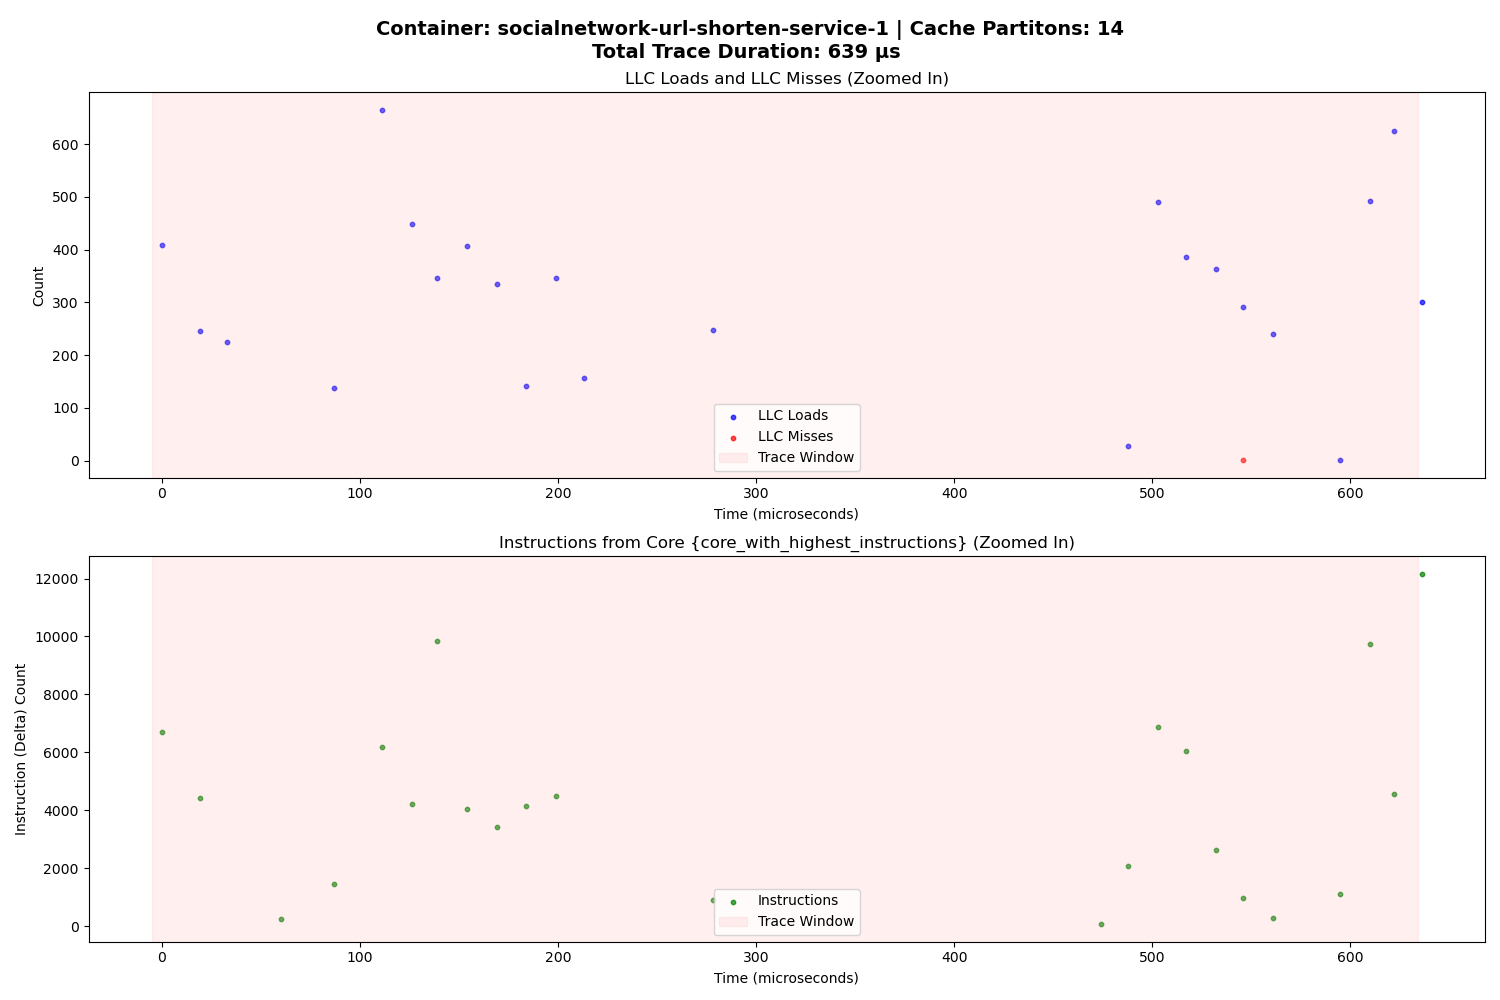 Container: socialnetwork-url-shorten-service-1 | Cache Partitons: 14
Total Trace Duration: 639 µs
LLC Loads and LLC Misses (Zoomed In)
Count
600
500
400
300
200
100
0
LLC Loads
LLC Misses
Trace Window
0 100 200 300 400 500 600
Time (microseconds)
Instructions from Core {core_with_highest_instructions} (Zoomed In)
Instruction (Delta) Count
12000
10000
8000
6000
4000
2000
0
Instructions
Trace Window
0 100 200 300 400 500 600
Time (microseconds)